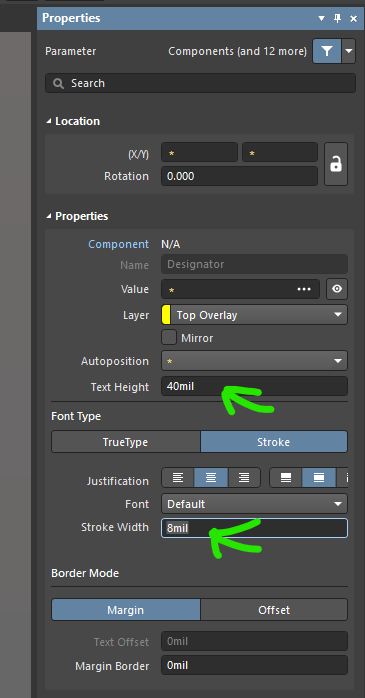 Properties
Parameter Components (and 12 more)
Search
Location
(X/Y) * *
Rotation 0.000
Properties
Component N/A
Name Designator
Value * •••
Layer Top Overlay
Mirror
Autoposition *
Text Height 40mil
Font Type
TrueType Stroke
Justification
Font Default
Stroke Width 8mil
Border Mode
Margin Offset
Text Offset 0mil
Margin Border 0mil